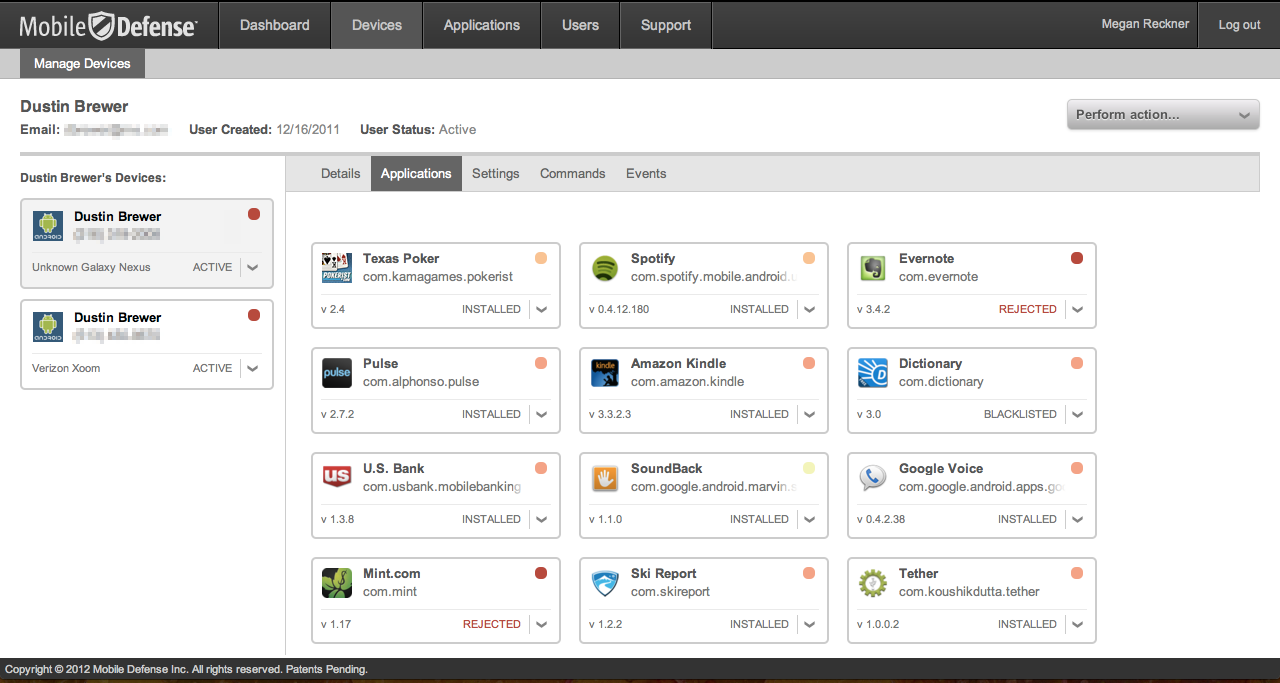 Mobile Defense
Dashboard
Devices
Applications
Users
Support
Megan Reckner
Log out
Manage Devices
Dustin Brewer
Email:
User Created: 12/16/2011
User Status: Active
Perform action...
Dustin Brewer's Devices:
Dustin Brewer
Unknown Galaxy Nexus
ACTIVE
Dustin Brewer
Verizon Xoom
ACTIVE
Details
Applications
Settings
Commands
Events
Texas Poker
com.kamagames.pokerist
v 2.4
INSTALLED
Spotify
com.spotify.mobile.android.u
v 0.4.12.180
INSTALLED
Evernote
com.evernote
v 3.4.2
REJECTED
pulse
Pulse
com.alphonso.pulse
v 2.7.2
INSTALLED
kindle
Amazon Kindle
com.amazon.kindle
v 3.3.2.3
INSTALLED
Dictionary
com.dictionary
v 3.0
BLACKLISTED
us
U.S. Bank
com.usbank.mobilebanking
v 1.3.8
INSTALLED
SoundBack
com.google.android.marvin.s
v 1.1.0
INSTALLED
Google Voice
com.google.android.apps.go
v 0.4.2.38
INSTALLED
Mint.com
com.mint
v 1.17
REJECTED
Ski Report
com.skireport
v 1.2.2
INSTALLED
Tether
com.koushikdutta.tether
v 1.0.0.2
INSTALLED
Copyright © 2012 Mobile Defense Inc. All rights reserved. Patents Pending.